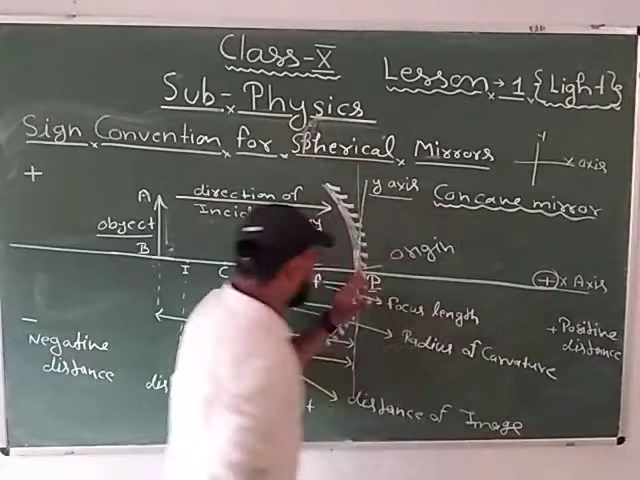 Class-X
Lesson → 1 {Light}
Sub- Physics
Sign Convention for Spherical Mirrors
+
y
x axis
A
direction of
y axis
Concave mirror
object
B
origin
I
C
P
+ x Axis
focus length
-
Negative
distance
+ Positive
distance
Radius of Carvature
distance of Image